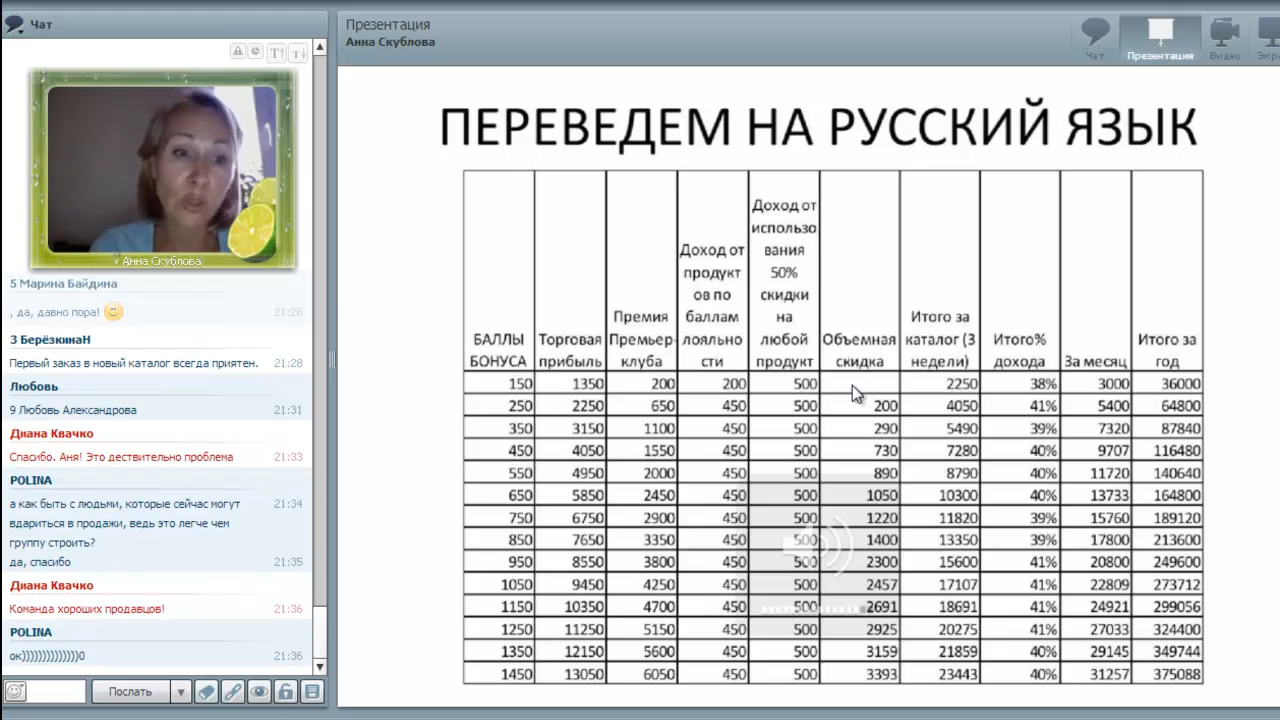 Чат
Анна Скублова
5 Марина Байдина
, да, давно пора! 21:26
3 БерёзкинаН
Первый заказ в новый каталог всегда приятен. 21:28
Любовь
9 Любовь Александрова 21:31
Диана Квачко
Спасибо. Аня! Это дествительно проблема 21:33
POLINA
а как быть с людьми, которые сейчас могут 21:34
вдариться в продажи, ведь это легче чем
группу строить?
да, спасибо 21:35
Диана Квачко
Команда хороших продавцов! 21:36
POLINA
ок))))))))))))))0 21:36
Послать
Презентация
Анна Скублова
Чат Презентация Видео Экра
ПЕРЕВЕДЕМ НА РУССКИЙ ЯЗЫК
БАЛЛЫ
БОНУСА
Торговая
прибыль
Премия
Премьер-
клуба
Доход от
продукт
ов по
баллам
лояльно
сти
Доход от
использо
вания
50%
скидки
на
любой
продукт
Объемная
скидка
Итого за
каталог (3
недели)
Итого%
дохода
За месяц
Итого за
год
150 1350 200 200 500 2250 38% 3000 36000
250 2250 650 450 500 200 4050 41% 5400 64800
350 3150 1100 450 500 290 5490 39% 7320 87840
450 4050 1550 450 500 730 7280 40% 9707 116480
550 4950 2000 450 500 890 8790 40% 11720 140640
650 5850 2450 450 500 1050 10300 40% 13733 164800
750 6750 2900 450 500 1220 11820 39% 15760 189120
850 7650 3350 450 500 1400 13350 39% 17800 213600
950 8550 3800 450 500 2300 15600 41% 20800 249600
1050 9450 4250 450 500 2457 17107 41% 22809 273712
1150 10350 4700 450 500 2691 18691 41% 24921 299056
1250 11250 5150 450 500 2925 20275 41% 27033 324400
1350 12150 5600 450 500 3159 21859 40% 29145 349744
1450 13050 6050 450 500 3393 23443 40% 31257 375088